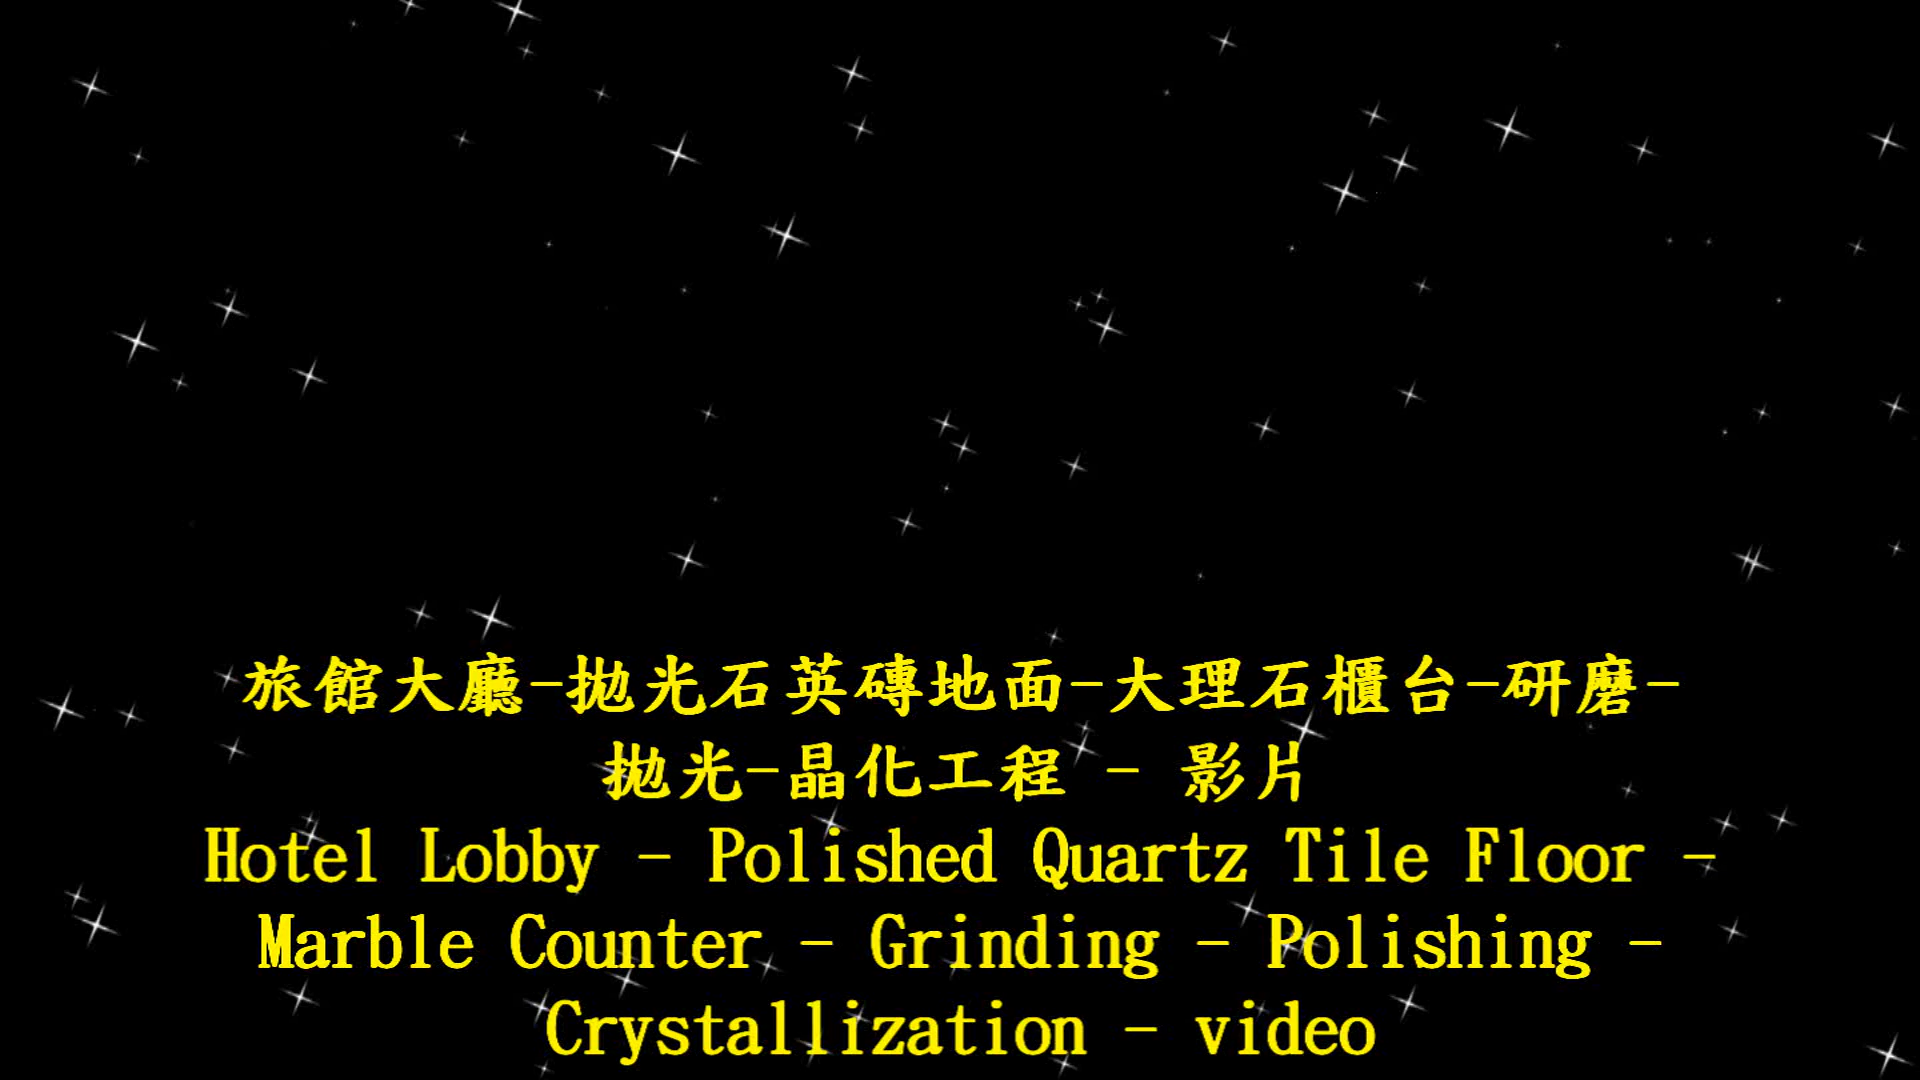 旅館大廳-拋光石英磚地面-大理石櫃台-研磨-
拋光-晶化工程 - 影片
Hotel Lobby - Polished Quartz Tile Floor -
Marble Counter - Grinding - Polishing -
Crystallization - video